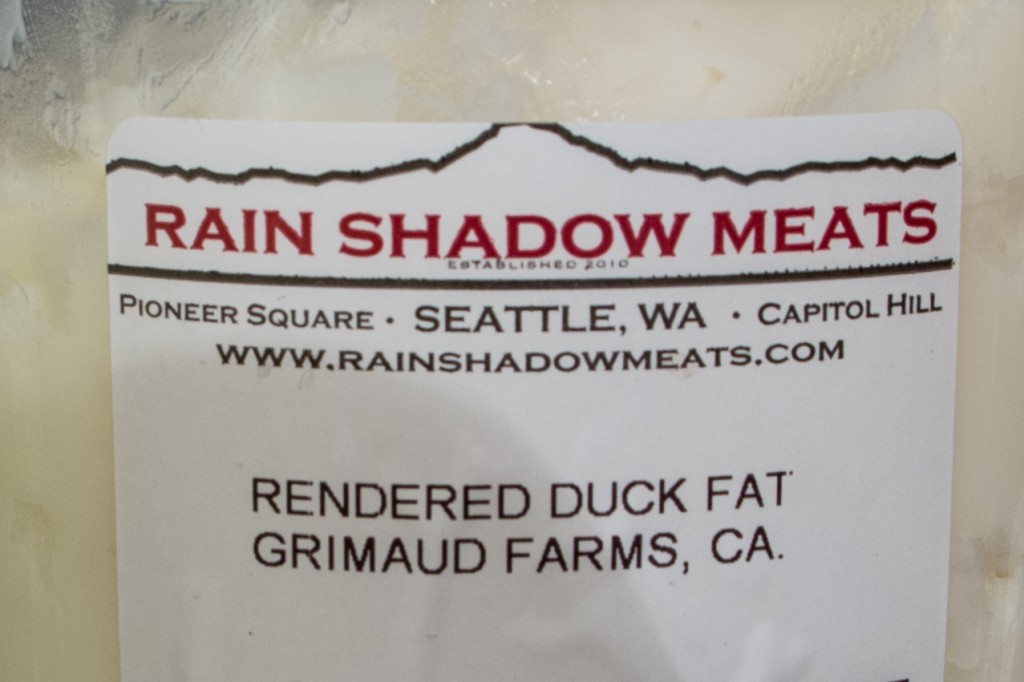 RAIN SHADOW MEATS
ESTABLISHED 2010
PIONEER SQUARE · SEATTLE, WA · CAPITOL HILL
WWW.RAINSHADOWMEATS.COM
RENDERED DUCK FAT
GRIMAUD FARMS, CA.